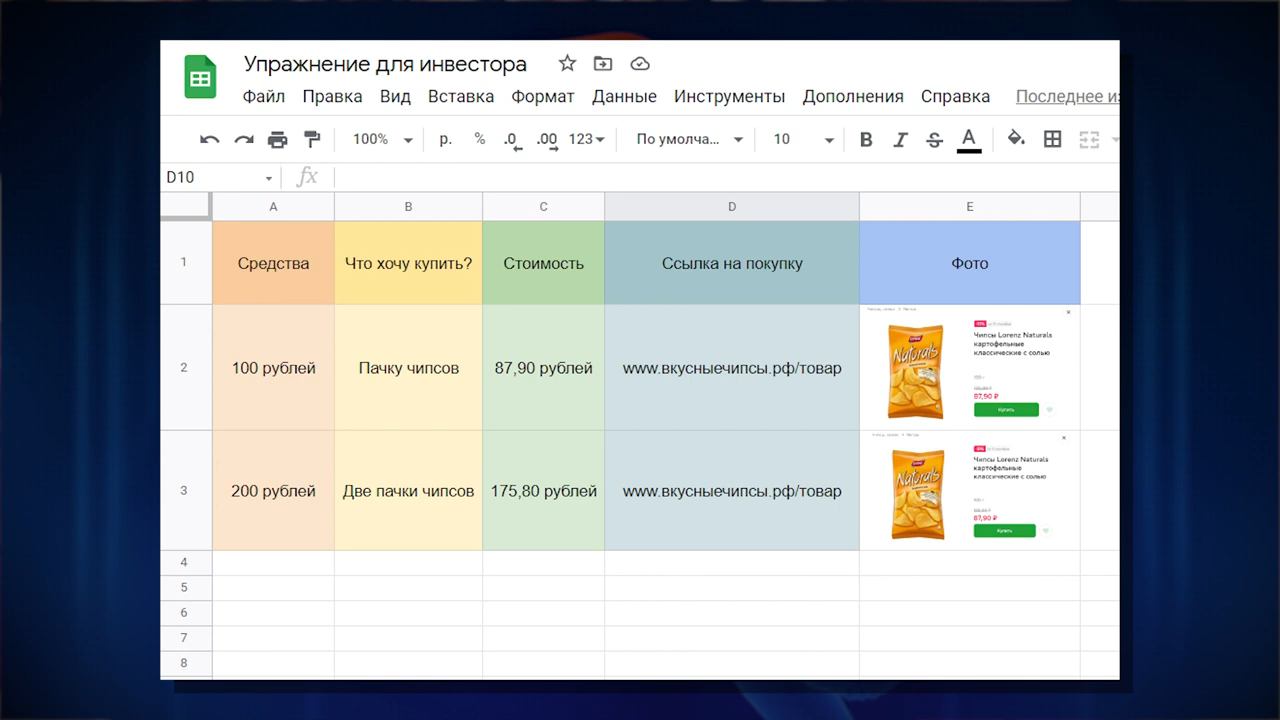 Упражнение для инвестора
Файл Правка Вид Вставка Формат Данные Инструменты Дополнения Справка Последнее из
100% р. % .0 .00 123 По умолча... 10 B I S A
D10 fx
A B C D E
1 Средства Что хочу купить? Стоимость Ссылка на покупку Фото
Чипсы Lorenz Naturals
картофельные
классические с солью
Naturals
2 100 рублей Пачку чипсов 87,90 рублей www.вкусныечипсы.рф/товар
87,90 ₽
Купить
Чипсы Lorenz Naturals
картофельные
классические с солью
Naturals
3 200 рублей Две пачки чипсов 175,80 рублей www.вкусныечипсы.рф/товар
87,90 ₽
Купить
4
5
6
7
8